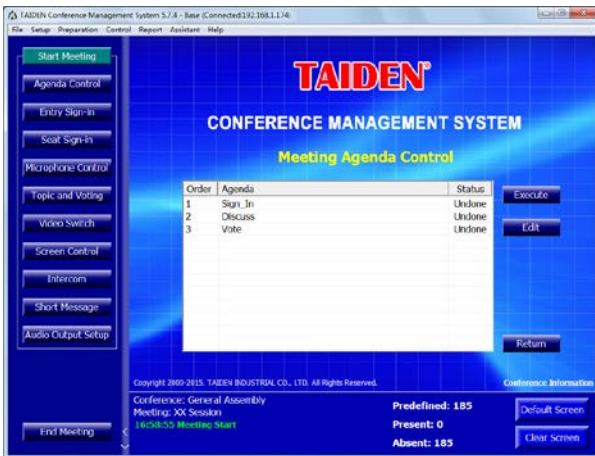 TAIDEN Conference Management System 5.7.4 - Base (Connected:192.168.1.174)
File Setup Preparation Control Report Assistant Help
Start Meeting
Agenda Control
Entry Sign-in
Seat Sign-in
Microphone Control
Topic and Voting
Video Switch
Screen Control
Intercom
Short Message
Audio Output Setup
End Meeting
TAIDEN®
CONFERENCE MANAGEMENT SYSTEM
Meeting Agenda Control
Order Agenda Status
1 Sign_In Undone
2 Discuss Undone
3 Vote Undone
Execute
Edit
Return
Copyright 2000-2015. TAIDEN INDUSTRIAL CO., LTD. All Rights Reserved.
Conference Information
Conference: General Assembly
Meeting: XX Session
16:58:55 Meeting Start
Predefined: 185
Present: 0
Absent: 185
Default Screen
Clear Screen